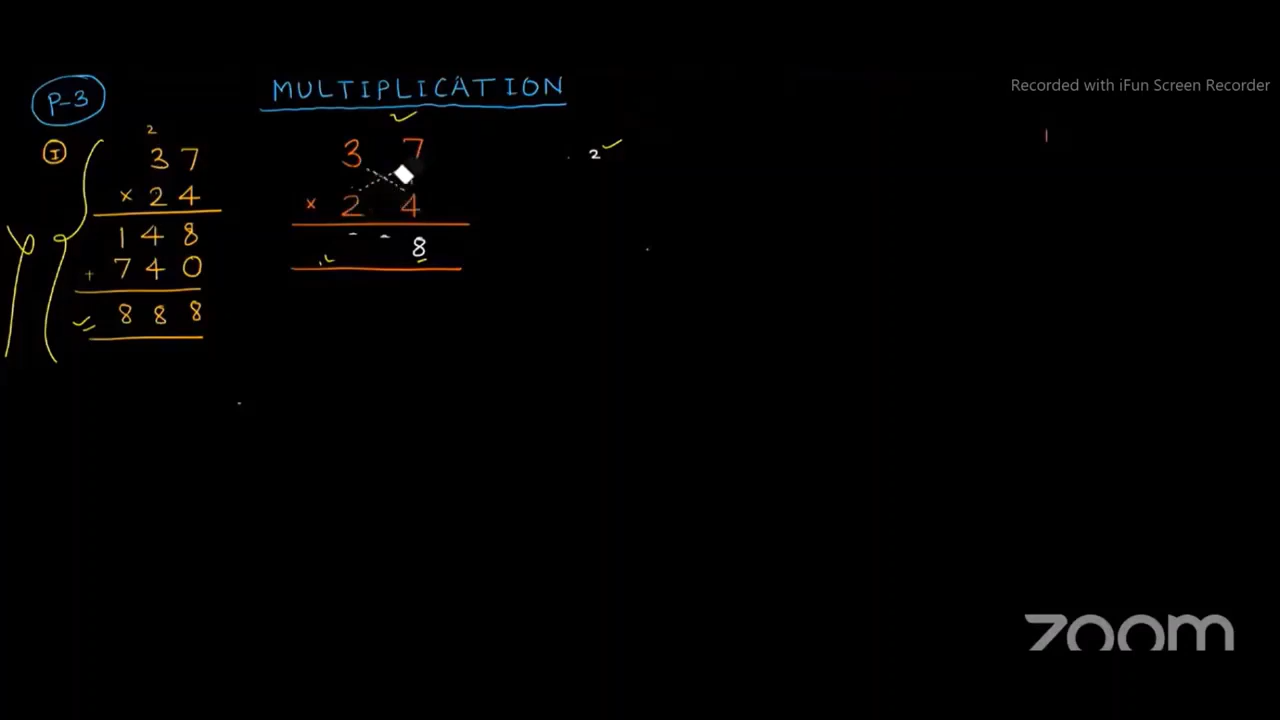 Recorded with iFun Screen Recorder
P-3
MULTIPLICATION
I
2
37
× 24
148
+ 740
888
3 7
× 2 4
8
2
zoom